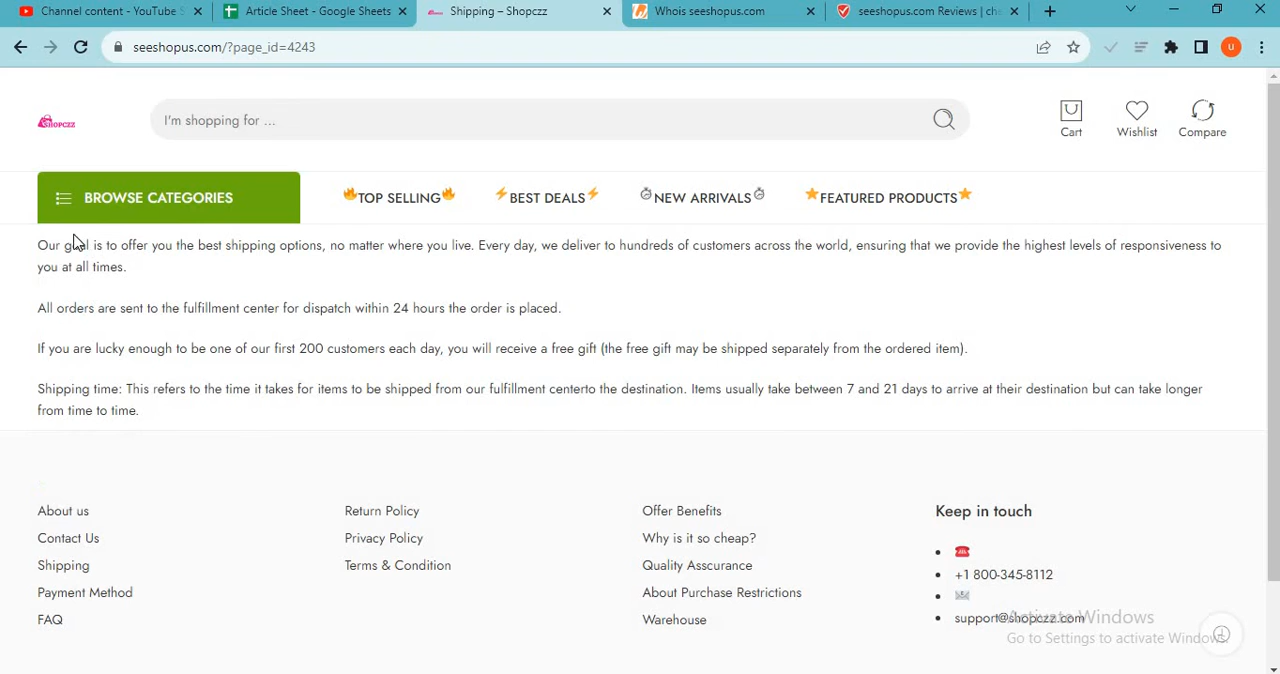 Channel content - YouTube S
Article Sheet - Google Sheets
Shipping – Shopczz
Whois seeshopus.com
seeshopus.com Reviews | che
seeshopus.com/?page_id=4243
U
SHOPCZZ
I'm shopping for ...
Cart
Wishlist
Compare
BROWSE CATEGORIES
TOP SELLING
BEST DEALS
NEW ARRIVALS
FEATURED PRODUCTS
Our goal is to offer you the best shipping options, no matter where you live. Every day, we deliver to hundreds of customers across the world, ensuring that we provide the highest levels of responsiveness to
you at all times.
All orders are sent to the fulfillment center for dispatch within 24 hours the order is placed.
If you are lucky enough to be one of our first 200 customers each day, you will receive a free gift (the free gift may be shipped separately from the ordered item).
Shipping time: This refers to the time it takes for items to be shipped from our fulfillment centerto the destination. Items usually take between 7 and 21 days to arrive at their destination but can take longer
from time to time.
About us
Contact Us
Shipping
Payment Method
FAQ
Return Policy
Privacy Policy
Terms & Condition
Offer Benefits
Why is it so cheap?
Quality Asscurance
About Purchase Restrictions
Warehouse
Keep in touch
+1 800-345-8112
support@shopczz.com
Activate Windows
Go to Settings to activate Windows.